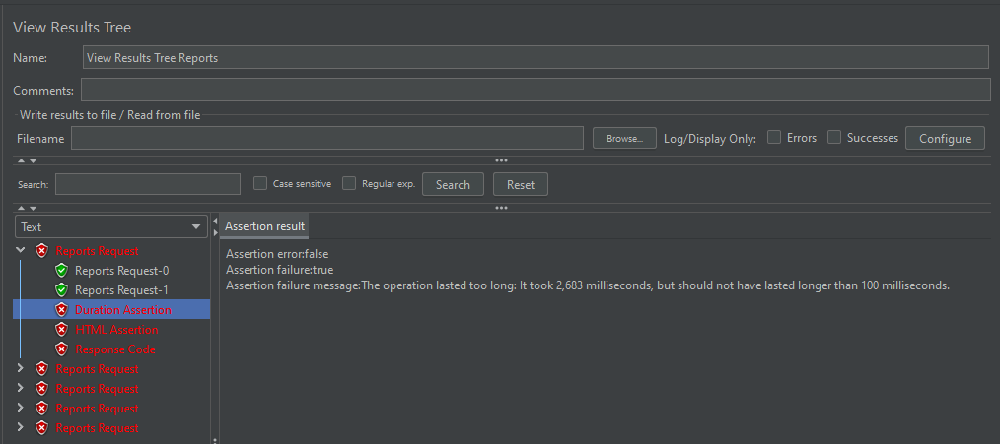 View Results Tree
Name: View Results Tree Reports
Comments:
Write results to file / Read from file
Filename Browse... Log/Display Only: Errors Successes Configure
Search: Case sensitive Regular exp. Search Reset
Text
Assertion result
Reports Request
Reports Request-0
Reports Request-1
Duration Assertion
HTML Assertion
Response Code
Reports Request
Reports Request
Reports Request
Reports Request
Assertion error:false
Assertion failure:true
Assertion failure message:The operation lasted too long: It took 2,683 milliseconds, but should not have lasted longer than 100 milliseconds.